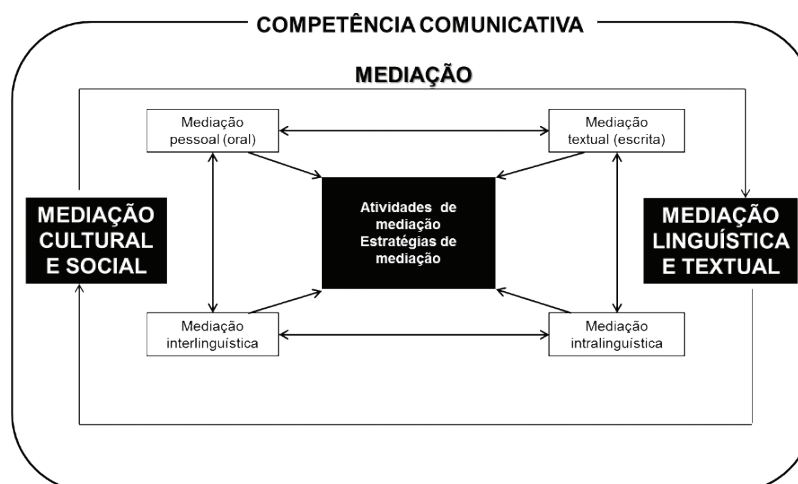 COMPETÊNCIA COMUNICATIVA
MEDIAÇÃO
Mediação
pessoal (oral)
Mediação
textual (escrita)
MEDIAÇÃO
CULTURAL
E SOCIAL
Atividades de
mediação
Estratégias de
mediação
MEDIAÇÃO
LINGUÍSTICA
E TEXTUAL
Mediação
interlinguística
Mediação
intralinguística